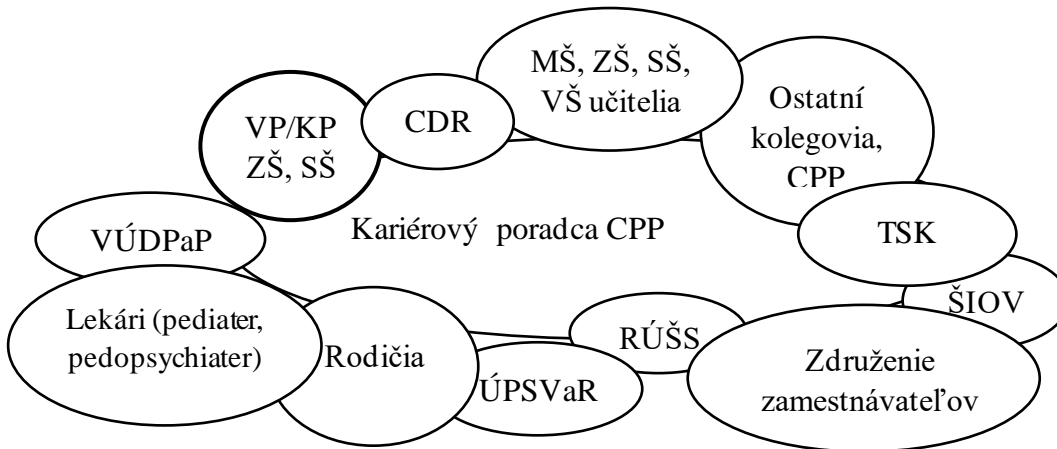 MŠ, ZŠ, SŠ,
VŠ učitelia
Ostatní
kolegovia,
CPP
CDR
VP/KP
ZŠ, SŠ
Kariérový poradca CPP
TSK
VÚDPaP
ŠIOV
Lekári (pediater,
pedopsychiater)
Rodičia
RÚŠS
ÚPSVaR
Združenie
zamestnávateľov